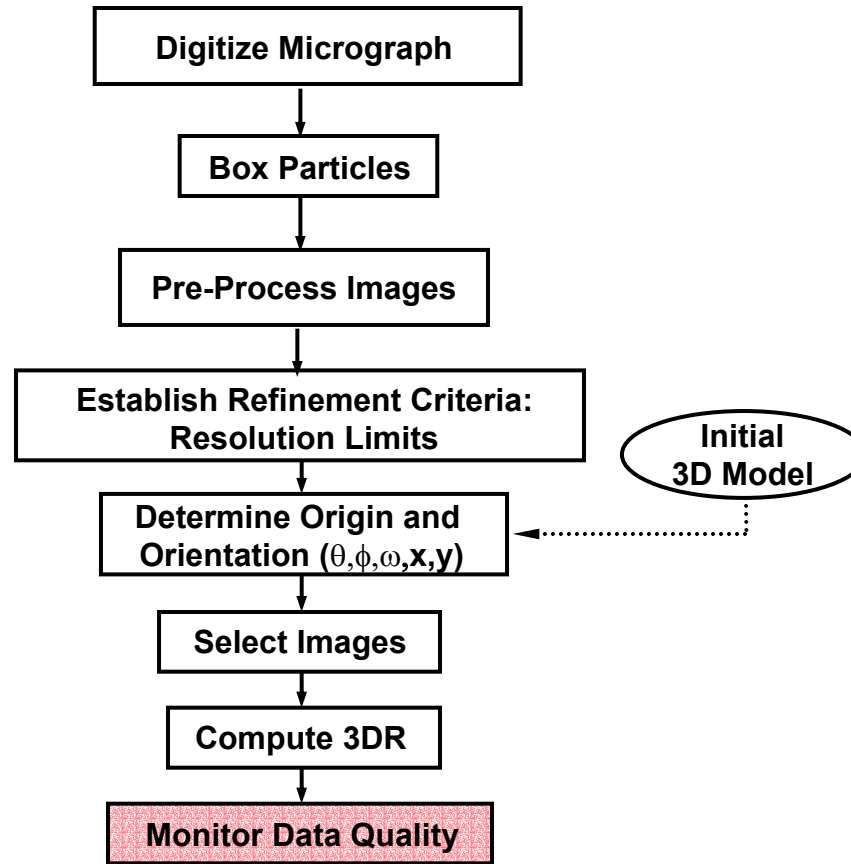 Digitize Micrograph
Box Particles
Pre-Process Images
Establish Refinement Criteria:
Resolution Limits
Initial
3D Model
Determine Origin and
Orientation (θ,ϕ,ω,x,y)
Select Images
Compute 3DR
Monitor Data Quality